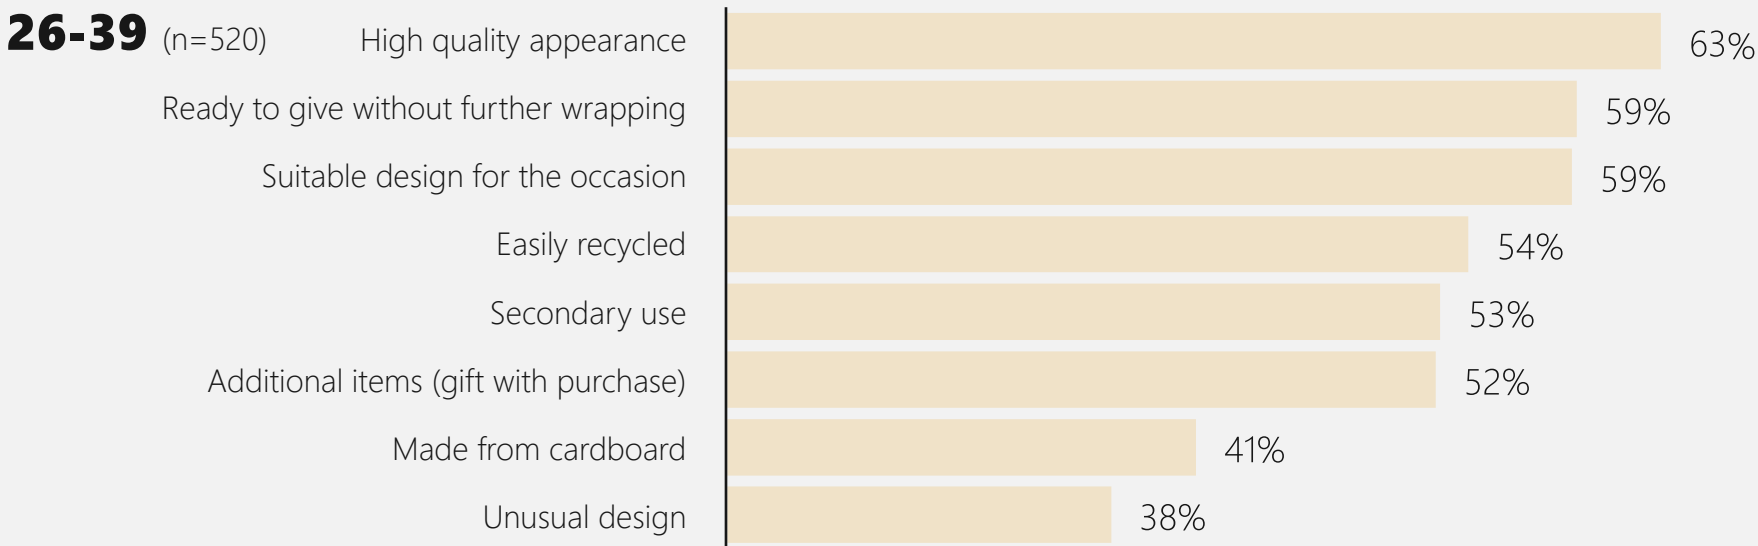 26-39 (n=520) High quality appearance 63%
Ready to give without further wrapping 59%
Suitable design for the occasion 59%
Easily recycled 54%
Secondary use 53%
Additional items (gift with purchase) 52%
Made from cardboard 41%
Unusual design 38%